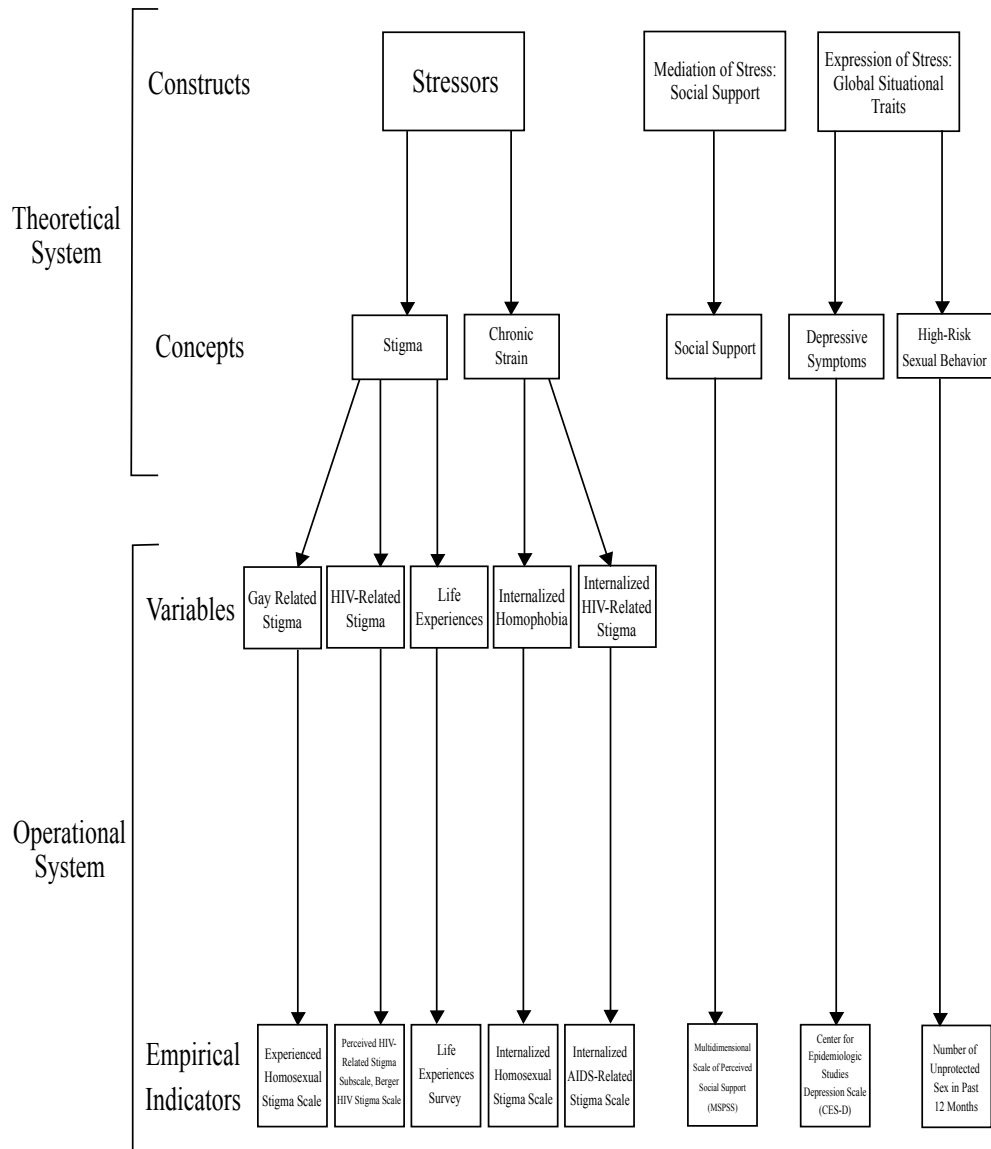 Constructs
Stressors
Mediation of Stress:
Social Support
Expression of Stress:
Global Situational
Traits
Theoretical
System
Concepts
Stigma
Chronic
Strain
Social Support
Depressive
Symptoms
High-Risk
Sexual Behavior
Variables
Gay Related
Stigma
HIV-Related
Stigma
Life
Experiences
Internalized
Homophobia
Internalized
HIV-Related
Stigma
Operational
System
Empirical
Indicators
Experienced
Homosexual
Stigma Scale
Perceived HIV-
Related Stigma
Subscale, Berger
HIV Stigma Scale
Life
Experiences
Survey
Internalized
Homosexual
Stigma Scale
Internalized
AIDS-Related
Stigma Scale
Multidimensional
Scale of Perceived
Social Support
(MSPSS)
Center for
Epidemiologic
Studies
Depression Scale
(CES-D)
Number of
Unprotected
Sex in Past
12 Months